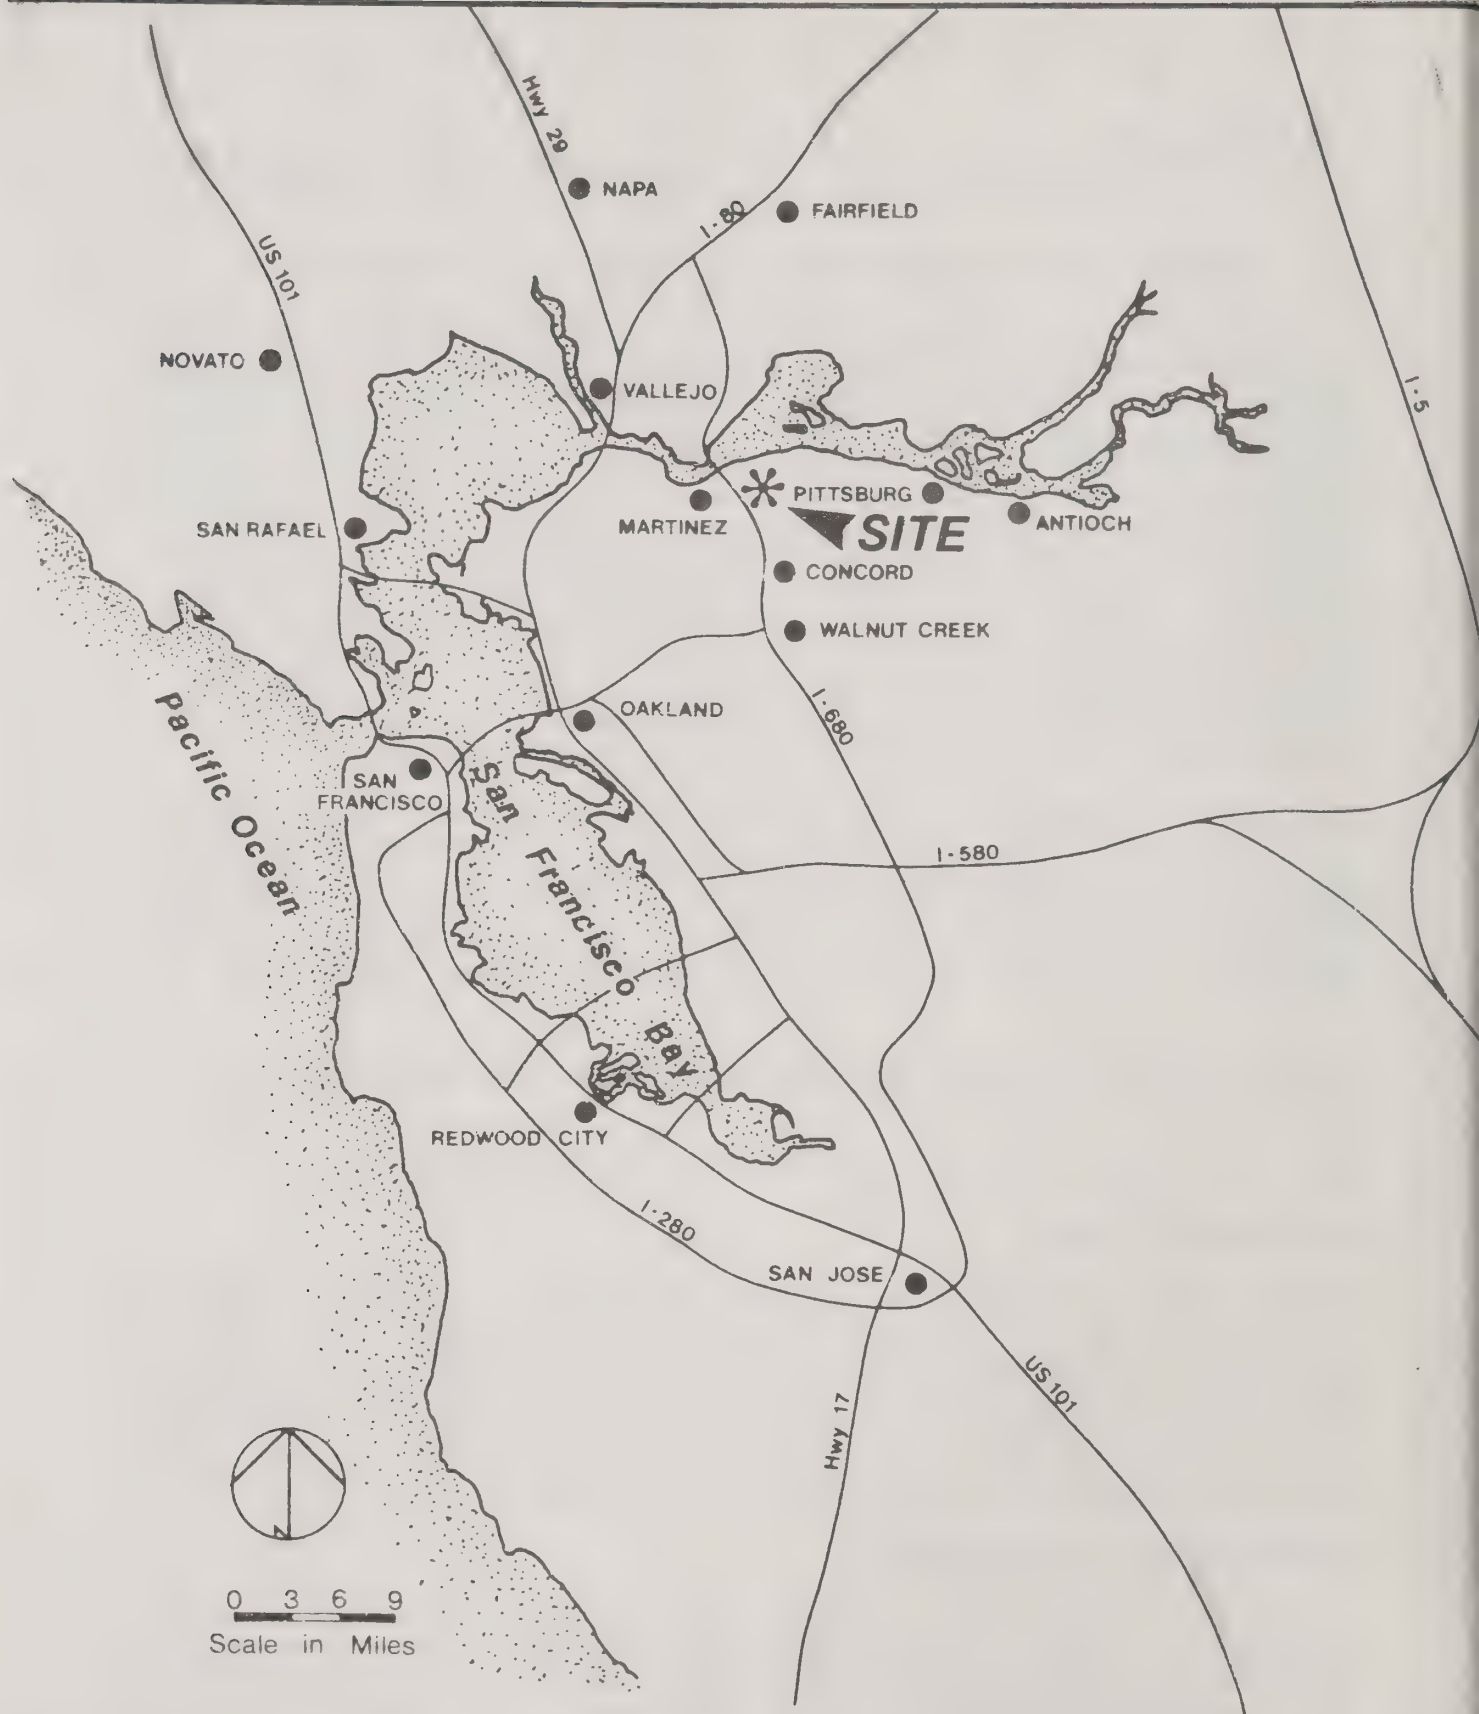 Hwy 29
NAPA
I-80
FAIRFIELD
US 101
NOVATO
VALLEJO
I-5
PITTSBURG
SAN RAFAEL
MARTINEZ
SITE
ANTIOCH
CONCORD
WALNUT CREEK
Pacific Ocean
OAKLAND
I-680
SAN
FRANCISCO
San Francisco Bay
I-580
REDWOOD CITY
I-280
SAN JOSE
US 101
Hwy 17
N
0 3 6 9
Scale in Miles